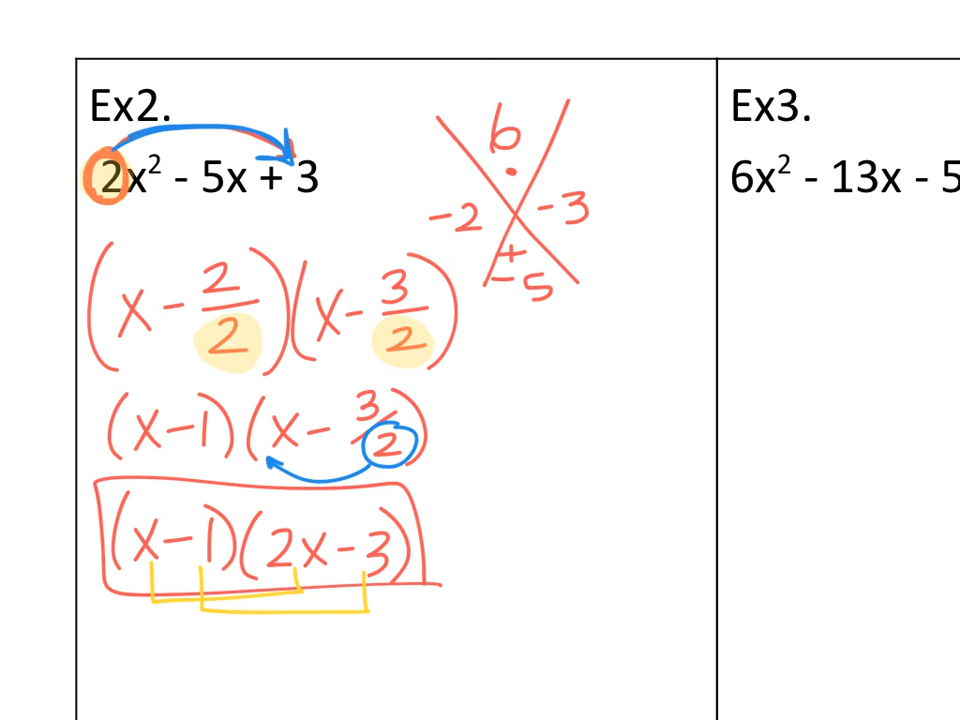 Ex2.
2x² - 5x + 3
6
-2 -3
+
-5
(x - 2/2)(x - 3/2)
(x - 1)(x - 3/2)
(x - 1)(2x - 3)
Ex3.
6x² - 13x - 5